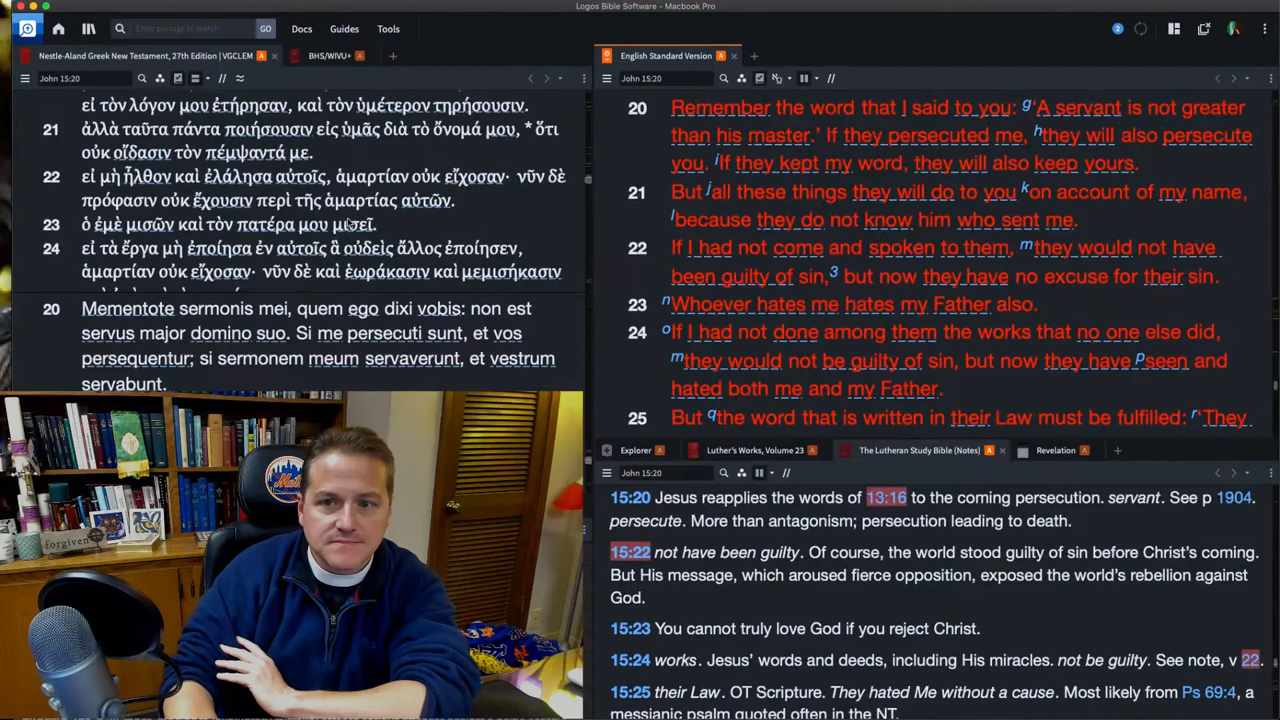 Logos Bible Software - Macbook Pro
Enter passage or search
GO
Docs
Guides
Tools
2
Nestle-Aland Greek New Testament, 27th Edition | VGCLEM A
BHS/WIVU+ A
John 15:20
εἰ τὸν λόγον μου ἐτήρησαν, καὶ τὸν ὑμέτερον τηρήσουσιν.
21 ἀλλὰ ταῦτα πάντα ποιήσουσιν εἰς ὑμᾶς διὰ τὸ ὄνομά μου, * ὅτι
οὐκ οἴδασιν τὸν πέμψαντά με.
22 εἰ μὴ ἦλθον καὶ ἐλάλησα αὐτοῖς, ἁμαρτίαν οὐκ εἴχοσαν· νῦν δὲ
πρόφασιν οὐκ ἔχουσιν περὶ τῆς ἁμαρτίας αὐτῶν.
23 ὁ ἐμὲ μισῶν καὶ τὸν πατέρα μου μισεῖ.
24 εἰ τὰ ἔργα μὴ ἐποίησα ἐν αὐτοῖς ἃ οὐδεὶς ἄλλος ἐποίησεν,
ἁμαρτίαν οὐκ εἴχοσαν· νῦν δὲ καὶ ἑωράκασιν καὶ μεμισήκασιν
20 Mementote sermonis mei, quem ego dixi vobis: non est
servus major domino suo. Si me persecuti sunt, et vos
persequentur; si sermonem meum servaverunt, et vestrum
servabunt.
English Standard Version A
John 15:20
20 Remember the word that I said to you: g‘A servant is not greater
than his master.’ If they persecuted me, hthey will also persecute
you. iIf they kept my word, they will also keep yours.
21 But jall these things they will do to you kon account of my name,
lbecause they do not know him who sent me.
22 If I had not come and spoken to them, mthey would not have
been guilty of sin,3 but now they have no excuse for their sin.
23 nWhoever hates me hates my Father also.
24 oIf I had not done among them the works that no one else did,
mthey would not be guilty of sin, but now they have pseen and
hated both me and my Father.
25 But qthe word that is written in their Law must be fulfilled: r‘They
Explorer A
Luther's Works, Volume 23 A
The Lutheran Study Bible (Notes) A
Revelation A
John 15:20
15:20 Jesus reapplies the words of 13:16 to the coming persecution. servant. See p 1904.
persecute. More than antagonism; persecution leading to death.
15:22 not have been guilty. Of course, the world stood guilty of sin before Christ’s coming.
But His message, which aroused fierce opposition, exposed the world’s rebellion against
God.
15:23 You cannot truly love God if you reject Christ.
15:24 works. Jesus’ words and deeds, including His miracles. not be guilty. See note, v 22.
15:25 their Law. OT Scripture. They hated Me without a cause. Most likely from Ps 69:4, a
messianic psalm quoted often in the NT.
Mets
forgiven